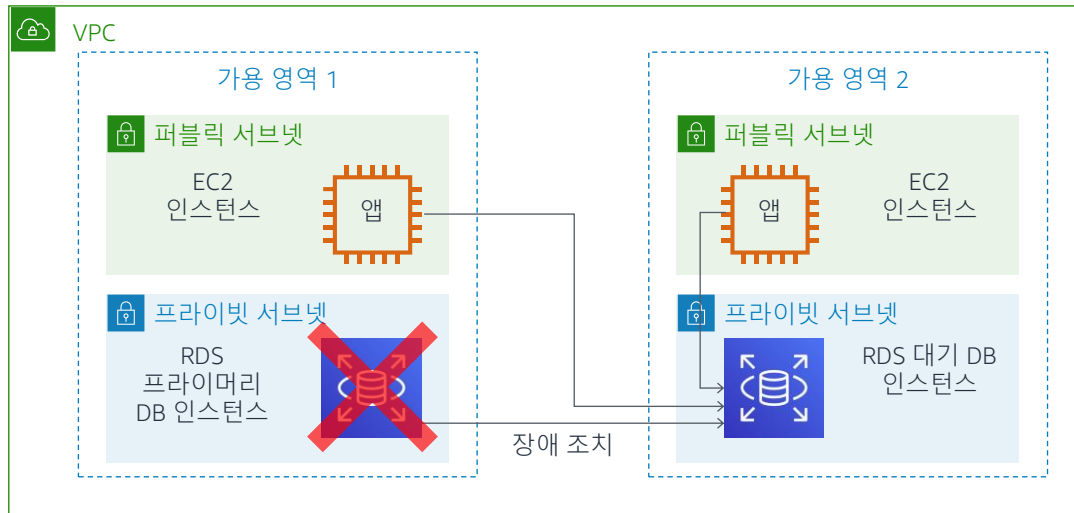 VPC
가용 영역 1
퍼블릭 서브넷
EC2
인스턴스
앱
프라이빗 서브넷
RDS
프라이머리
DB 인스턴스
장애 조치
가용 영역 2
퍼블릭 서브넷
앱
EC2
인스턴스
프라이빗 서브넷
RDS 대기 DB
인스턴스